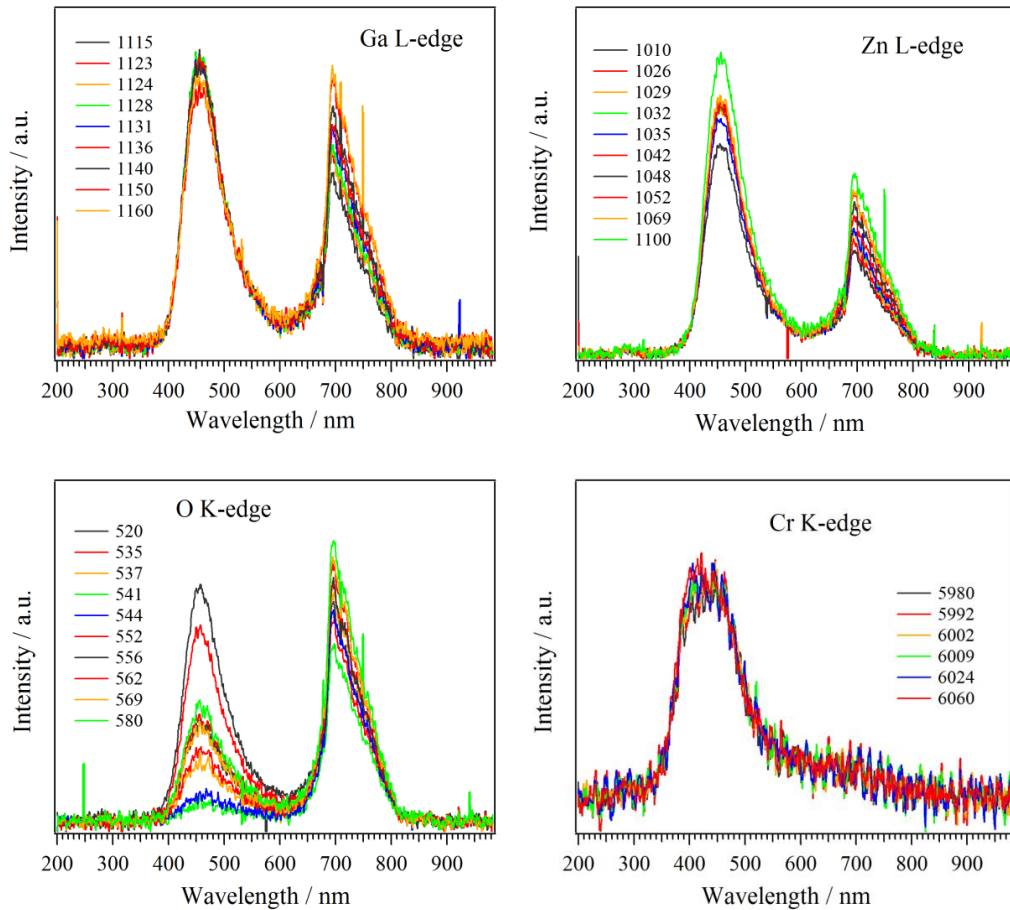 Ga L-edge
1115
1123
1124
1128
1131
1136
1140
1150
1160
Intensity / a.u.
200 300 400 500 600 700 800 900
Wavelength / nm
Zn L-edge
1010
1026
1029
1032
1035
1042
1048
1052
1069
1100
Intensity / a.u.
200 300 400 500 600 700 800 900
Wavelength / nm
O K-edge
520
535
537
541
544
552
556
562
569
580
Intensity / a.u.
200 300 400 500 600 700 800 900
Wavelength / nm
Cr K-edge
5980
5992
6002
6009
6024
6060
Intensity / a.u.
200 300 400 500 600 700 800 900
Wavelength / nm